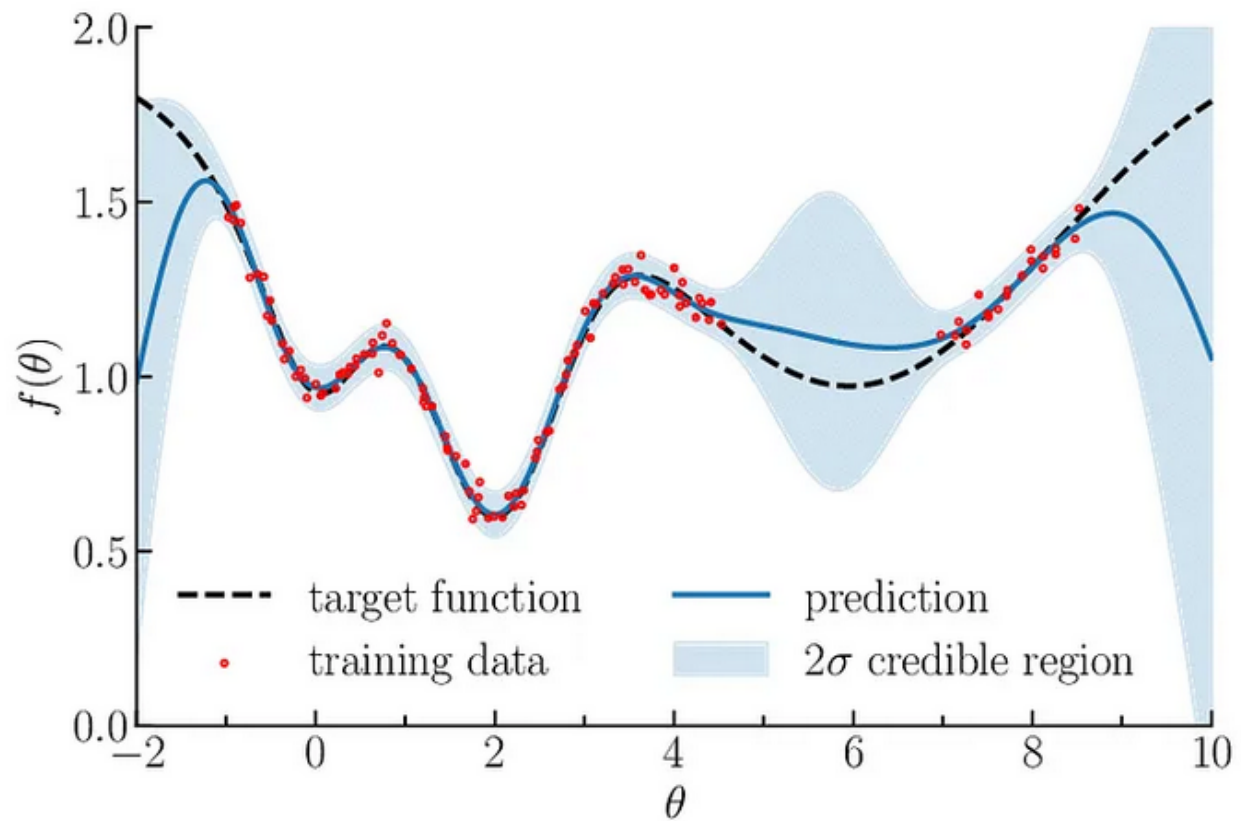 2.0
1.5
1.0
0.5
0.0
f(θ)
target function
prediction
training data
2σ credible region
−2 0 2 4 6 8 10
θ